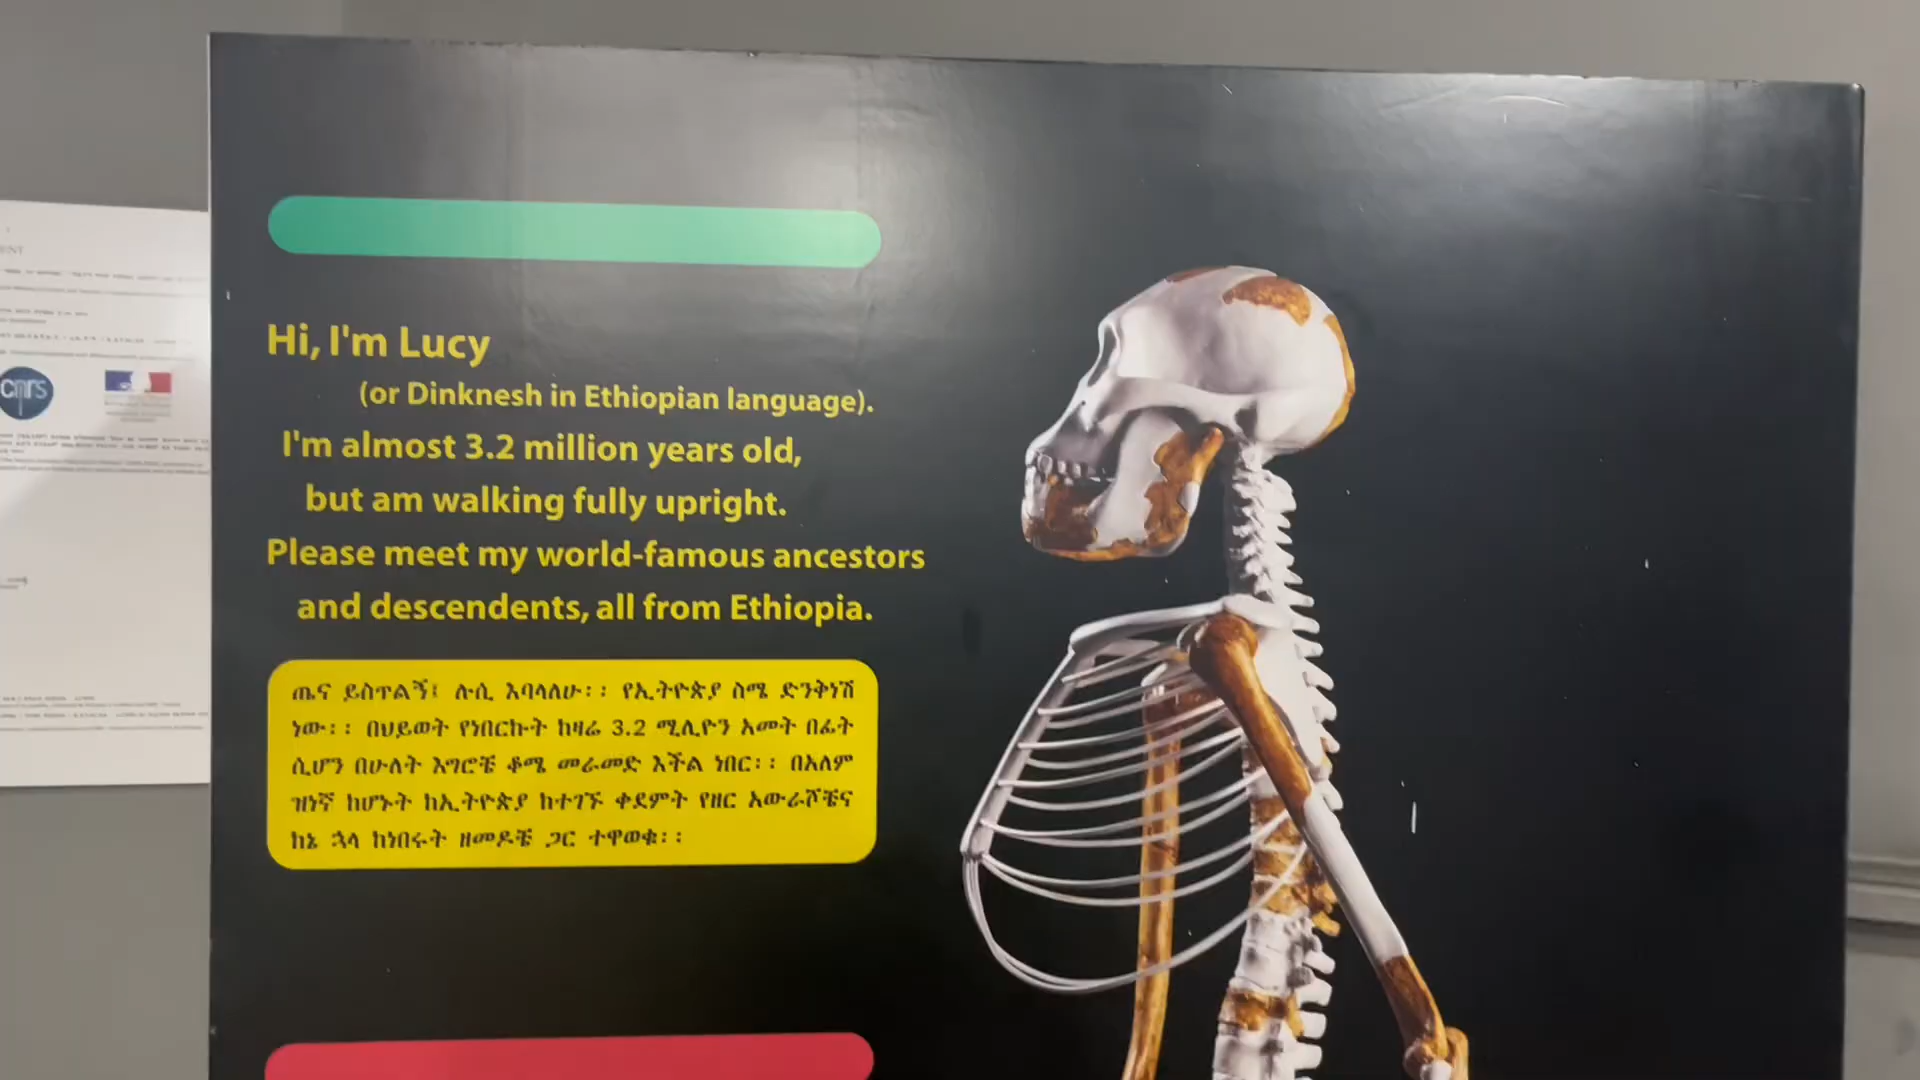 Hi, I'm Lucy
(or Dinknesh in Ethiopian language).
I'm almost 3.2 million years old,
but am walking fully upright.
Please meet my world-famous ancestors
and descendents, all from Ethiopia.
ጤና ይስጥልኝ፤ ሉሲ እባላለሁ፡፡ የኢትዮጵያ ስሜ ድንቅነሽ
ነው፡፡ በህይወት የነበርኩት ከዛሬ 3.2 ሚሊዮን አመት በፊት
ሲሆን በሁለት እግሮቼ ቆሜ መራመድ እችል ነበር፡፡ በአለም
ዝነኛ ከሆኑት ከኢትዮጵያ ከተገኙ ቀደምት የዘር አውራሾቼና
ከኔ ኋላ ከነበሩት ዘመዶቼ ጋር ተዋወቁ፡፡
cnrs